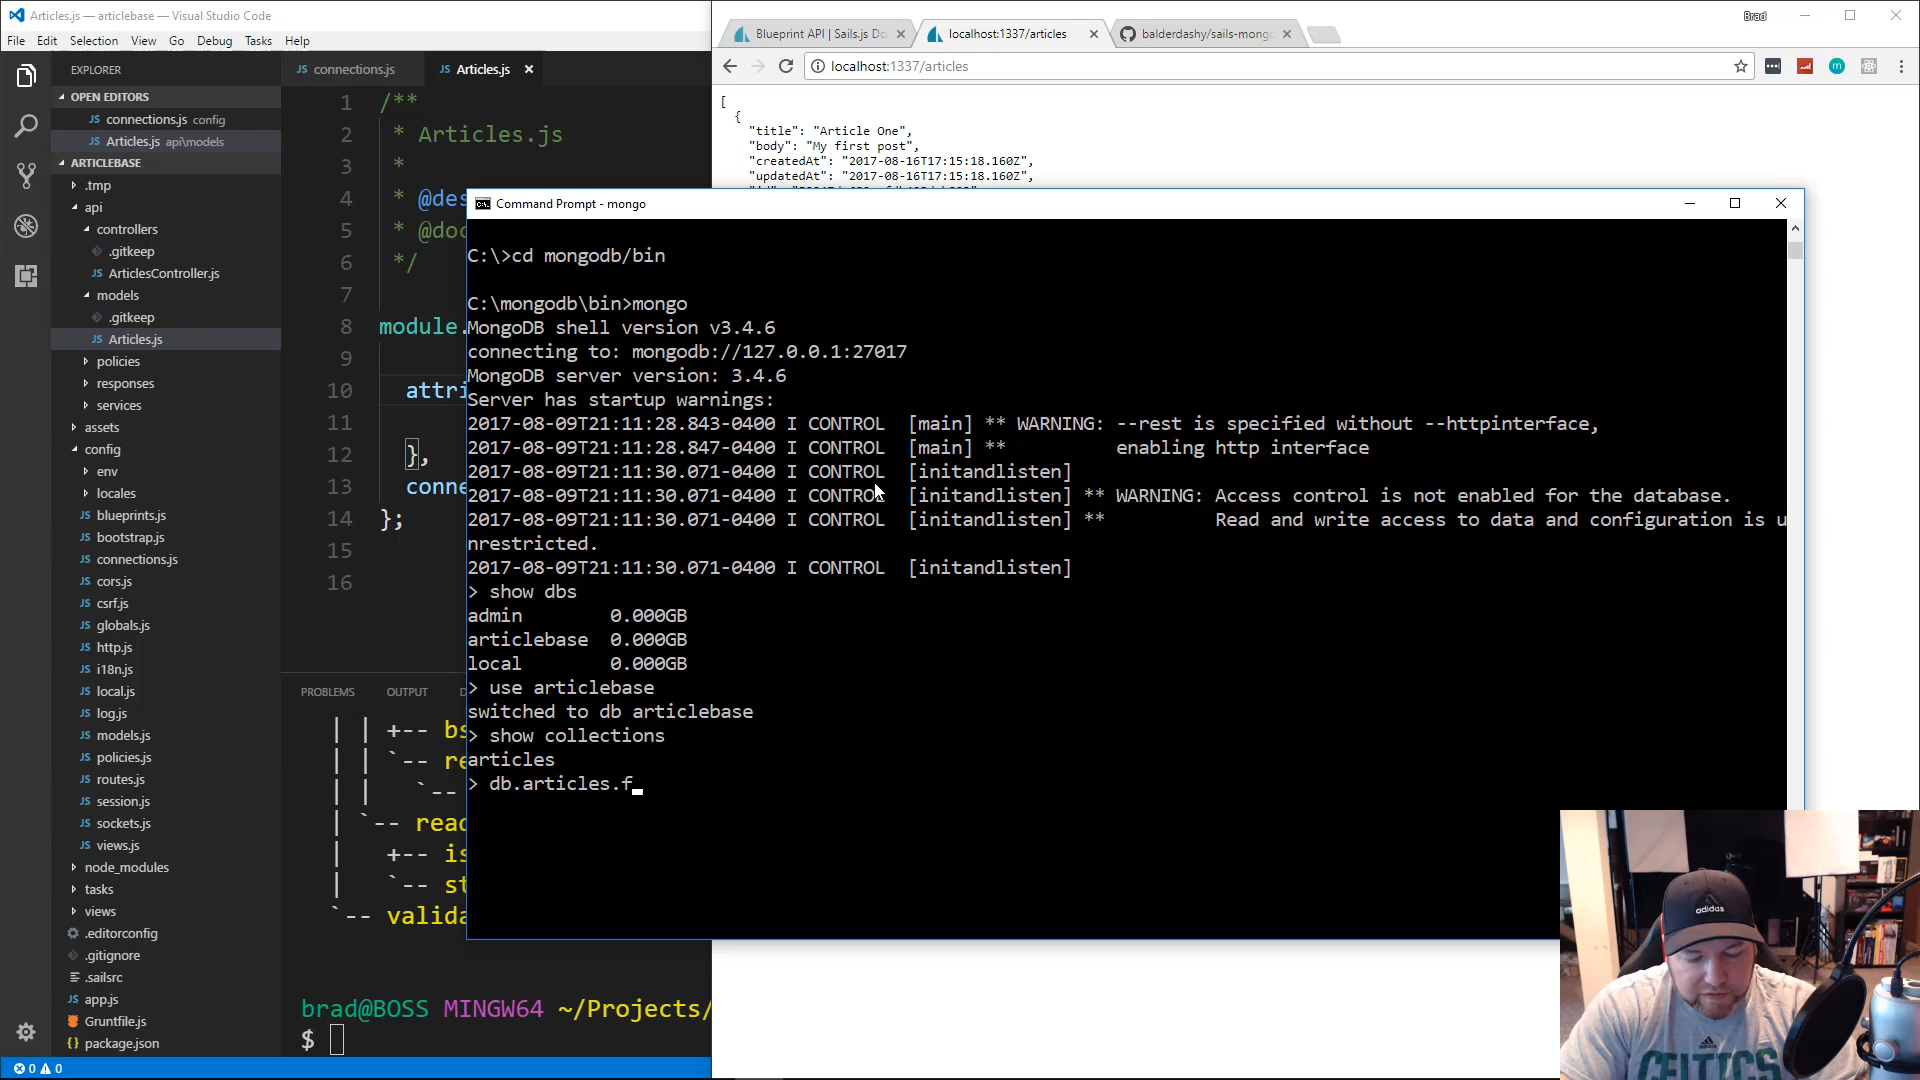 Articles.js — articlebase — Visual Studio Code
File Edit Selection View Go Debug Tasks Help
EXPLORER
OPEN EDITORS
JS connections.js config
JS Articles.js api\models
ARTICLEBASE
.tmp
api
controllers
.gitkeep
JS ArticlesController.js
models
.gitkeep
JS Articles.js
policies
responses
services
assets
config
env
locales
JS blueprints.js
JS bootstrap.js
JS connections.js
JS cors.js
JS csrf.js
JS globals.js
JS http.js
JS i18n.js
JS local.js
JS log.js
JS models.js
JS policies.js
JS routes.js
JS session.js
JS sockets.js
JS views.js
node_modules
tasks
views
.editorconfig
.gitignore
.sailsrc
JS app.js
Gruntfile.js
{} package.json
0 0
JS connections.js JS Articles.js
1 /**
2 * Articles.js
3 *
4 * @des
5 * @doc
6 */
7
8 module.
9
10 attri
11
12 },
13 conne
14 };
15
16
PROBLEMS OUTPUT D
| | +-- bs
| | `-- re
| | `--
| `-- read
| +-- is
| `-- st
`-- valida
brad@BOSS MINGW64 ~/Projects/
$
Brad
Blueprint API | Sails.js Do
localhost:1337/articles
balderdashy/sails-mong
localhost:1337/articles
[
{
"title": "Article One",
"body": "My first post",
"createdAt": "2017-08-16T17:15:18.160Z",
"updatedAt": "2017-08-16T17:15:18.160Z",
Command Prompt - mongo
C:\>cd mongodb/bin
C:\mongodb\bin>mongo
MongoDB shell version v3.4.6
connecting to: mongodb://127.0.0.1:27017
MongoDB server version: 3.4.6
Server has startup warnings:
2017-08-09T21:11:28.843-0400 I CONTROL [main] ** WARNING: --rest is specified without --httpinterface,
2017-08-09T21:11:28.847-0400 I CONTROL [main] ** enabling http interface
2017-08-09T21:11:30.071-0400 I CONTROL [initandlisten]
2017-08-09T21:11:30.071-0400 I CONTROL [initandlisten] ** WARNING: Access control is not enabled for the database.
2017-08-09T21:11:30.071-0400 I CONTROL [initandlisten] ** Read and write access to data and configuration is u
nrestricted.
2017-08-09T21:11:30.071-0400 I CONTROL [initandlisten]
> show dbs
admin 0.000GB
articlebase 0.000GB
local 0.000GB
> use articlebase
switched to db articlebase
> show collections
articles
> db.articles.f
adidas
CELTICS